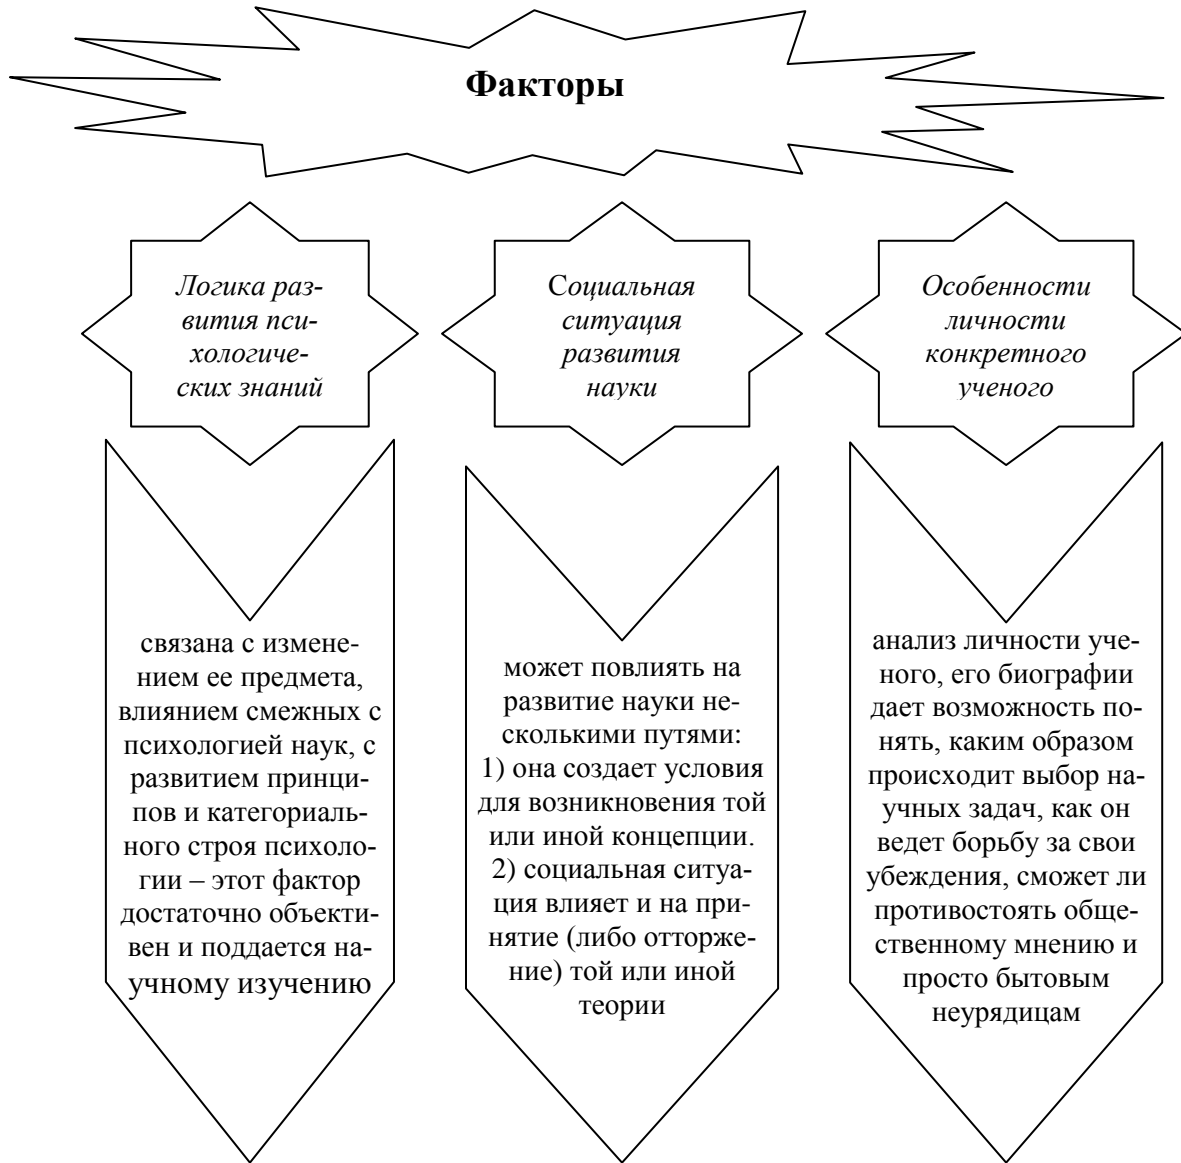 Факторы
Логика раз-
вития пси-
хологиче-
ских знаний
Социальная
ситуация
развития
науки
Особенности
личности
конкретного
ученого
связана с измене-
нием ее предмета,
влиянием смежных с
психологией наук, с
развитием принци-
пов и категориаль-
ного строя психоло-
гии – этот фактор
достаточно объекти-
вен и поддается на-
учному изучению
может повлиять на
развитие науки не-
сколькими путями:
1) она создает условия
для возникновения той
или иной концепции.
2) социальная ситуа-
ция влияет и на при-
нятие (либо отторже-
ние) той или иной
теории
анализ личности уче-
ного, его биографии
дает возможность по-
нять, каким образом
происходит выбор на-
учных задач, как он
ведет борьбу за свои
убеждения, сможет ли
противостоять обще-
ственному мнению и
просто бытовым
неурядицам